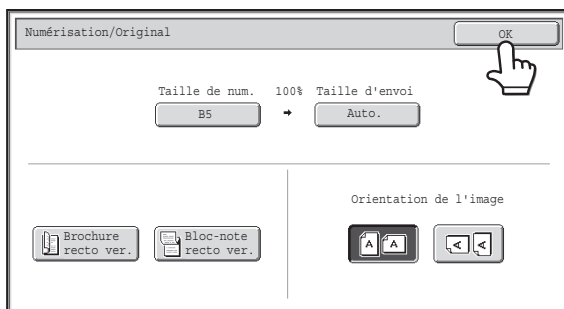 Numérisation/Original
OK
Taille de num. 100% Taille d'envoi
B5 → Auto.
Orientation de l'image
Brochure
recto ver.
Bloc-note
recto ver.
A A A A